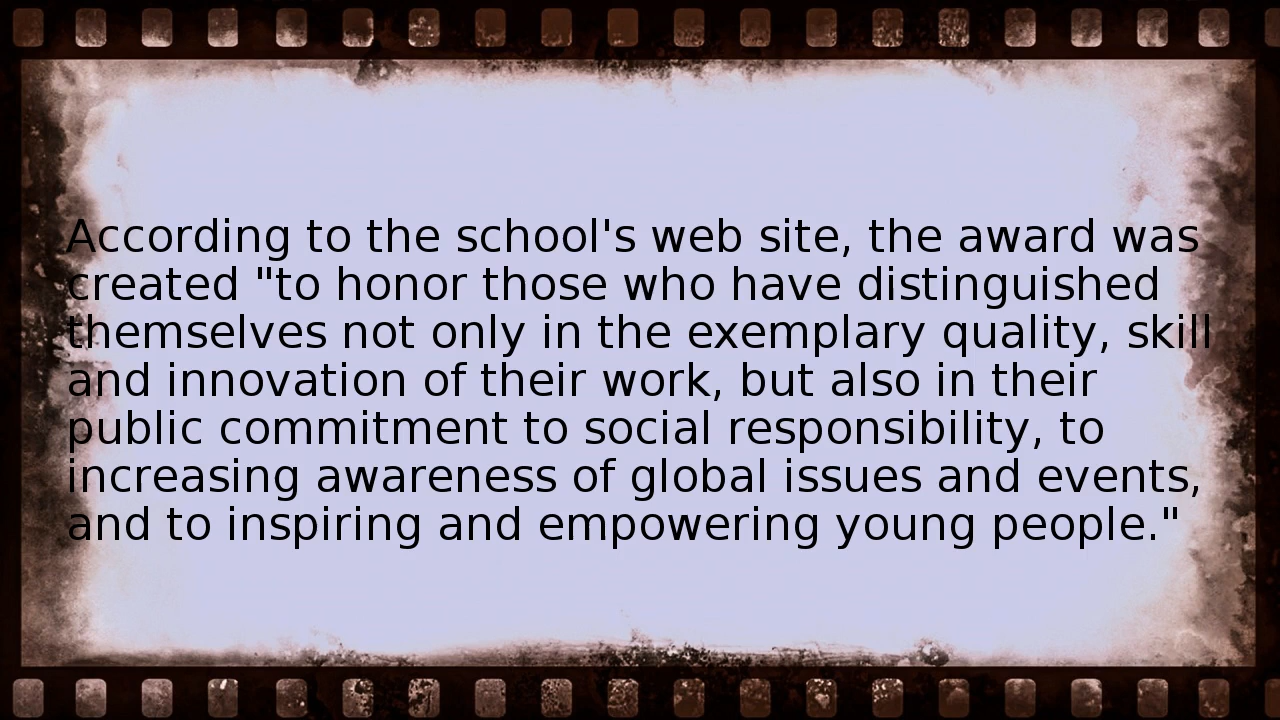 According to the school's web site, the award was
created "to honor those who have distinguished
themselves not only in the exemplary quality, skill
and innovation of their work, but also in their
public commitment to social responsibility, to
increasing awareness of global issues and events,
and to inspiring and empowering young people."